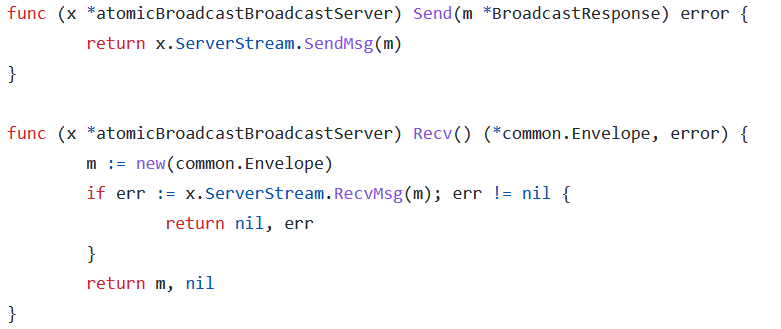 func (x *atomicBroadcastBroadcastServer) Send(m *BroadcastResponse) error {
        return x.ServerStream.SendMsg(m)
}

func (x *atomicBroadcastBroadcastServer) Recv() (*common.Envelope, error) {
        m := new(common.Envelope)
        if err := x.ServerStream.RecvMsg(m); err != nil {
                return nil, err
        }
        return m, nil
}